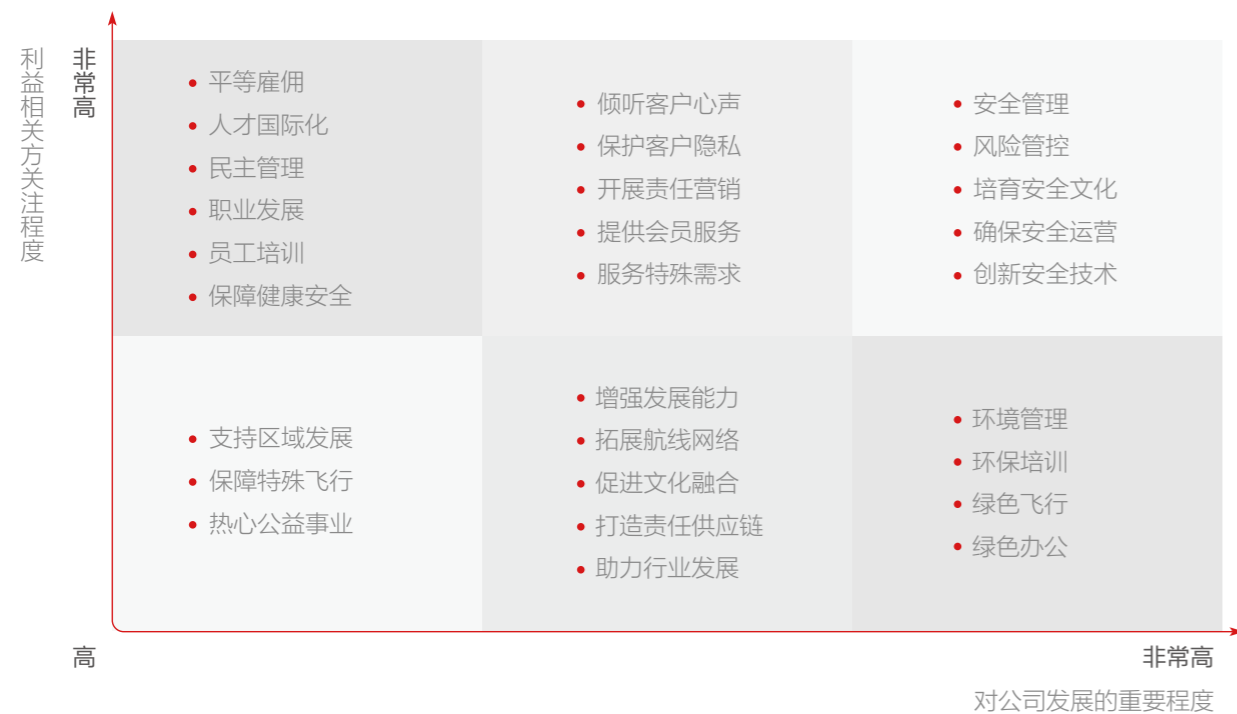 利益相关方关注程度
非常高
平等雇佣
人才国际化
民主管理
职业发展
员工培训
保障健康安全
倾听客户心声
保护客户隐私
开展责任营销
提供会员服务
服务特殊需求
安全管理
风险管控
培育安全文化
确保安全运营
创新安全技术
支持区域发展
保障特殊飞行
热心公益事业
增强发展能力
拓展航线网络
促进文化融合
打造责任供应链
助力行业发展
环境管理
环保培训
绿色飞行
绿色办公
高
非常高
对公司发展的重要程度